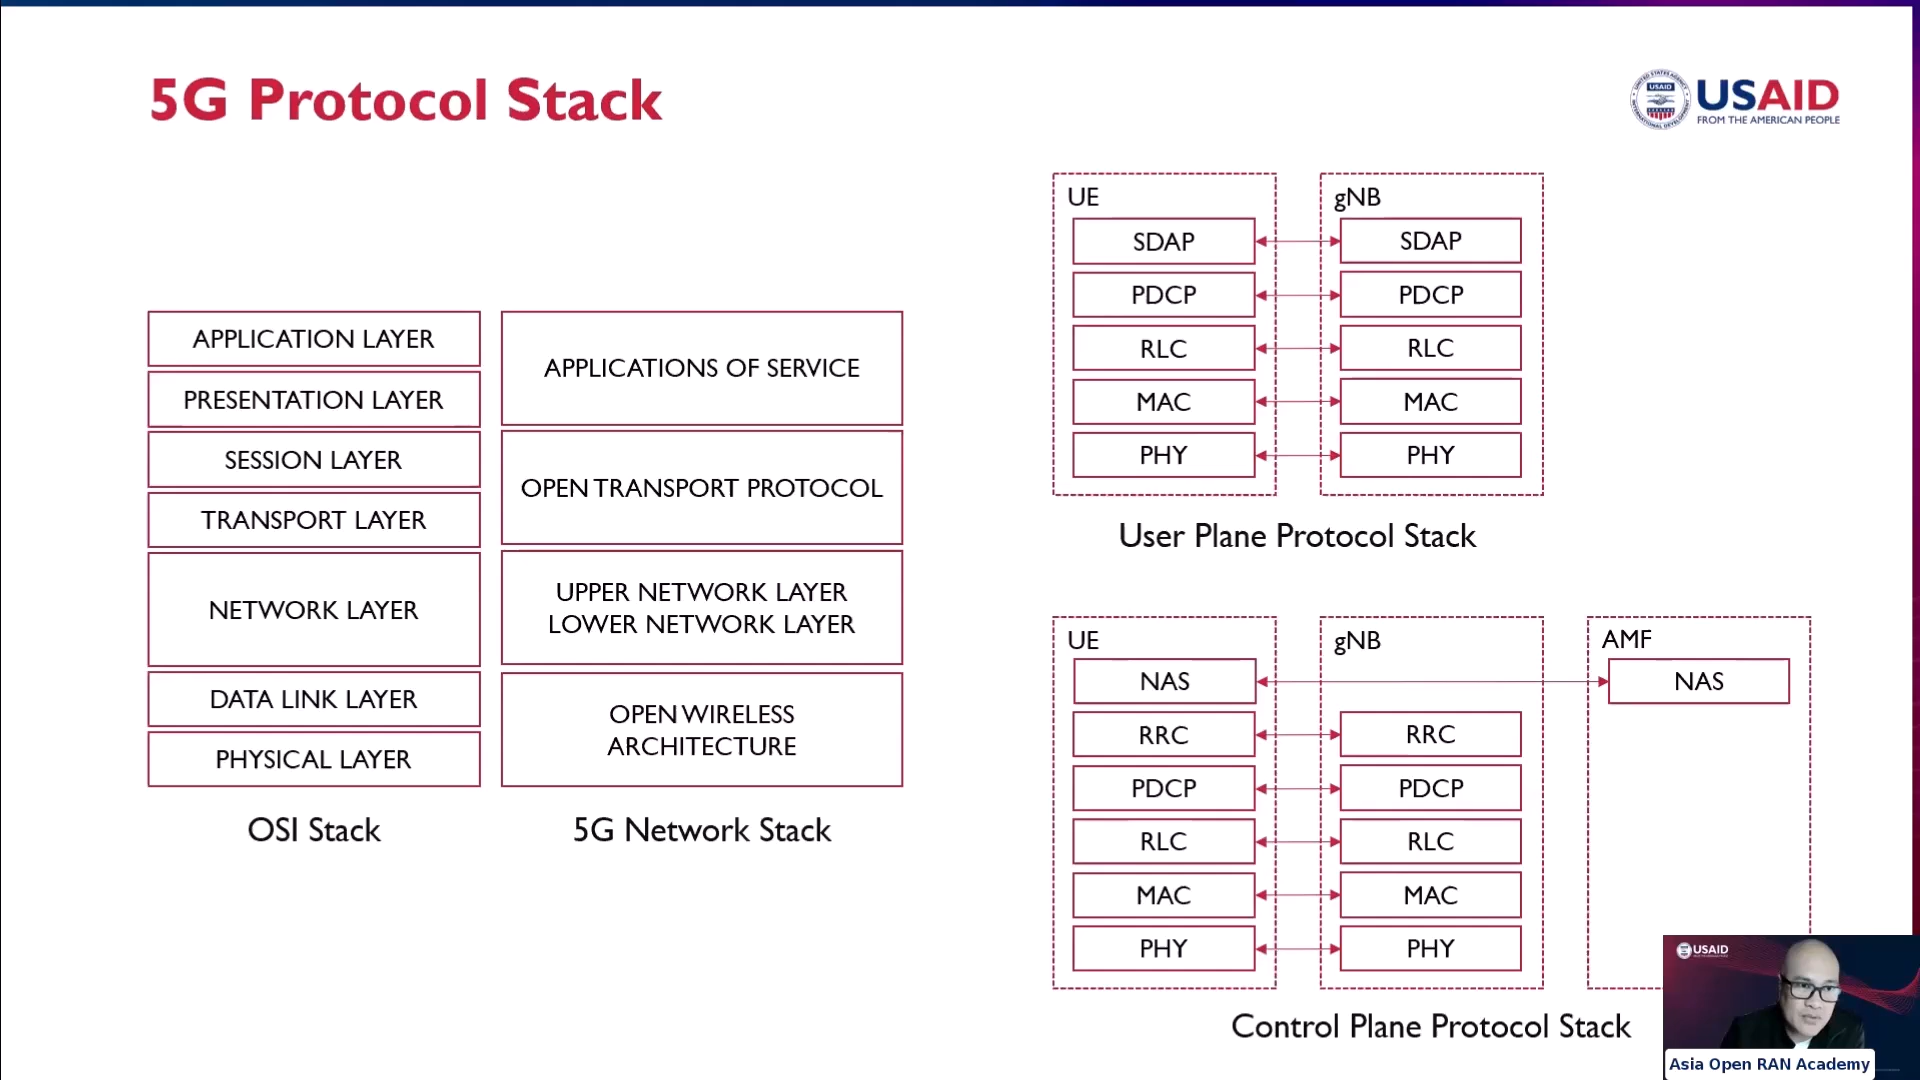 5G Protocol Stack
USAID
FROM THE AMERICAN PEOPLE
APPLICATION LAYER
PRESENTATION LAYER
SESSION LAYER
TRANSPORT LAYER
NETWORK LAYER
DATA LINK LAYER
PHYSICAL LAYER
OSI Stack
APPLICATIONS OF SERVICE
OPEN TRANSPORT PROTOCOL
UPPER NETWORK LAYER
LOWER NETWORK LAYER
OPEN WIRELESS
ARCHITECTURE
5G Network Stack
UE
SDAP
PDCP
RLC
MAC
PHY
gNB
SDAP
PDCP
RLC
MAC
PHY
User Plane Protocol Stack
UE
NAS
RRC
PDCP
RLC
MAC
PHY
gNB
RRC
PDCP
RLC
MAC
PHY
AMF
NAS
Control Plane Protocol Stack
USAID
Asia Open RAN Academy